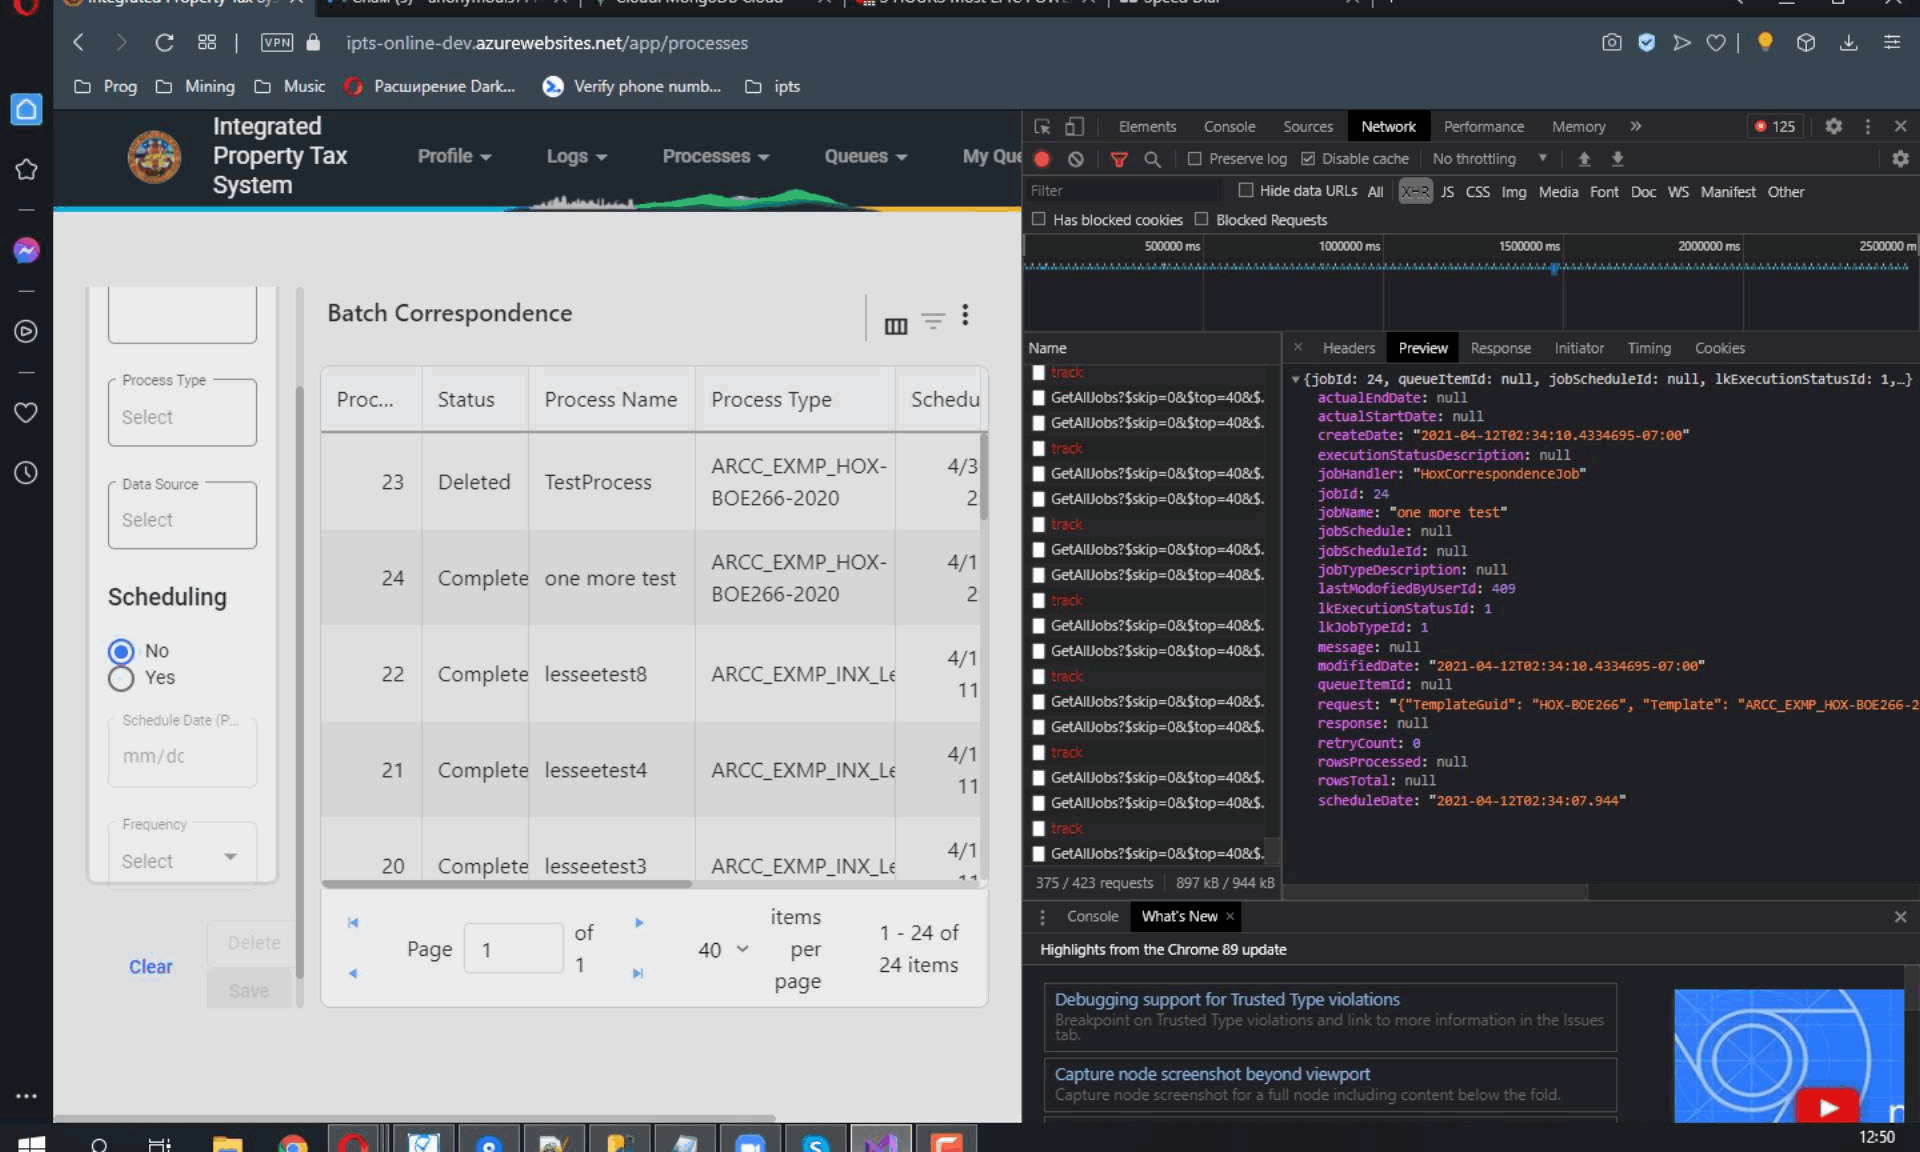 Integrated Property Tax Sy
Cloud: MongoDB Cloud
Speed Dial
VPN
ipts-online-dev.azurewebsites.net/app/processes
Prog
Mining
Music
Расширение Dark...
Verify phone numb...
ipts
Integrated
Property Tax
System
Profile
Logs
Processes
Queues
My Que
Process Type
Select
Data Source
Select
Scheduling
No
Yes
Schedule Date (P...
mm/dd
Frequency
Select
Clear
Delete
Save
Batch Correspondence
Proc...
Status
Process Name
Process Type
Schedu
23
Deleted
TestProcess
ARCC_EXMP_HOX-
BOE266-2020
4/3
2
24
Complete
one more test
ARCC_EXMP_HOX-
BOE266-2020
4/1
2
22
Complete
lesseetest8
ARCC_EXMP_INX_Le
4/1
11
21
Complete
lesseetest4
ARCC_EXMP_INX_Le
4/1
11
20
Complete
lesseetest3
ARCC_EXMP_INX_Le
4/1
11
Page
1
of
1
40
items
per
page
1 - 24 of
24 items
Elements
Console
Sources
Network
Performance
Memory
125
Preserve log
Disable cache
No throttling
Filter
Hide data URLs
All
XHR
JS
CSS
Img
Media
Font
Doc
WS
Manifest
Other
Has blocked cookies
Blocked Requests
500000 ms
1000000 ms
1500000 ms
2000000 ms
2500000 m
Name
track
GetAllJobs?$skip=0&$top=40&$.
GetAllJobs?$skip=0&$top=40&$.
track
GetAllJobs?$skip=0&$top=40&$.
GetAllJobs?$skip=0&$top=40&$.
track
GetAllJobs?$skip=0&$top=40&$.
GetAllJobs?$skip=0&$top=40&$.
track
GetAllJobs?$skip=0&$top=40&$.
GetAllJobs?$skip=0&$top=40&$.
track
GetAllJobs?$skip=0&$top=40&$.
GetAllJobs?$skip=0&$top=40&$.
track
GetAllJobs?$skip=0&$top=40&$.
GetAllJobs?$skip=0&$top=40&$.
track
GetAllJobs?$skip=0&$top=40&$.
375 / 423 requests
897 kB / 944 kB
Headers
Preview
Response
Initiator
Timing
Cookies
{jobId: 24, queueItemId: null, jobScheduleId: null, lkExecutionStatusId: 1,…}
actualEndDate: null
actualStartDate: null
createDate: "2021-04-12T02:34:10.4334695-07:00"
executionStatusDescription: null
jobHandler: "HoxCorrespondenceJob"
jobId: 24
jobName: "one more test"
jobSchedule: null
jobScheduleId: null
jobTypeDescription: null
lastModofiedByUserId: 409
lkExecutionStatusId: 1
lkJobTypeId: 1
message: null
modifiedDate: "2021-04-12T02:34:10.4334695-07:00"
queueItemId: null
request: "{"TemplateGuid": "HOX-BOE266", "Template": "ARCC_EXMP_HOX-BOE266-2
response: null
retryCount: 0
rowsProcessed: null
rowsTotal: null
scheduleDate: "2021-04-12T02:34:07.944"
Console
What's New
Highlights from the Chrome 89 update
Debugging support for Trusted Type violations
Breakpoint on Trusted Type violations and link to more information in the Issues
tab.
Capture node screenshot beyond viewport
Capture node screenshot for a full node including content below the fold.
n
12:50